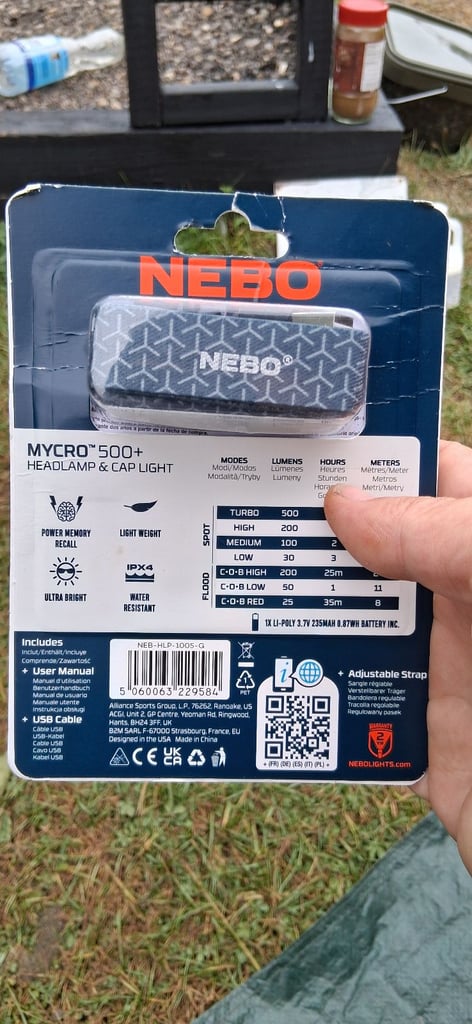 NEBO
NEBO®
MYCRO™ 500+
HEADLAMP & CAP LIGHT
POWER MEMORY
RECALL
LIGHT WEIGHT
ULTRA BRIGHT
IPX4
WATER
RESISTANT
MODES LUMENS HOURS METERS
Modi/Modos Lúmenes Heures Mètres/Meter
Modalità/Tryby Lumeny Stunden Metros
Metri/Metry
SPOT
TURBO 500
HIGH 200
MEDIUM 100 2
LOW 30 3
FLOOD
C•O•B HIGH 200 25m
C•O•B LOW 50 1 11
C•O•B RED 25 35m 8
1X LI-POLY 3.7V 235MAH 0.87WH BATTERY INC.
Includes
Inclut/Enthält/Incluye
Comprende/Zawartość
+ User Manual
Manuel d'utilisation
Benutzerhandbuch
Manual de usuario
Manuale utente
Instrukcja obsługi
+ USB Cable
Câble USB
USB-Kabel
Cable USB
Cavo USB
Kabel USB
NEB-HLP-1005-G
5 060063 229584
Alliance Sports Group, L.P. 76262, Ranoake, US
ACGI, Unit 2, GP Centre, Yeoman Rd, Ringwood,
Hants, BH24 3FF, UK
B2M SARL F-67000 Strasbourg, France, EU
Designed in the USA Made in China
CE UK CA
PET
i
+ (FR) (DE) (ES) (IT) (PL) +
+ Adjustable Strap
Sangle réglable
Verstellbarer Träger
Bandolera regulable
Tracolla regolabile
Regulowany pasek
WARRANTY
2
NEBOLIGHTS.com